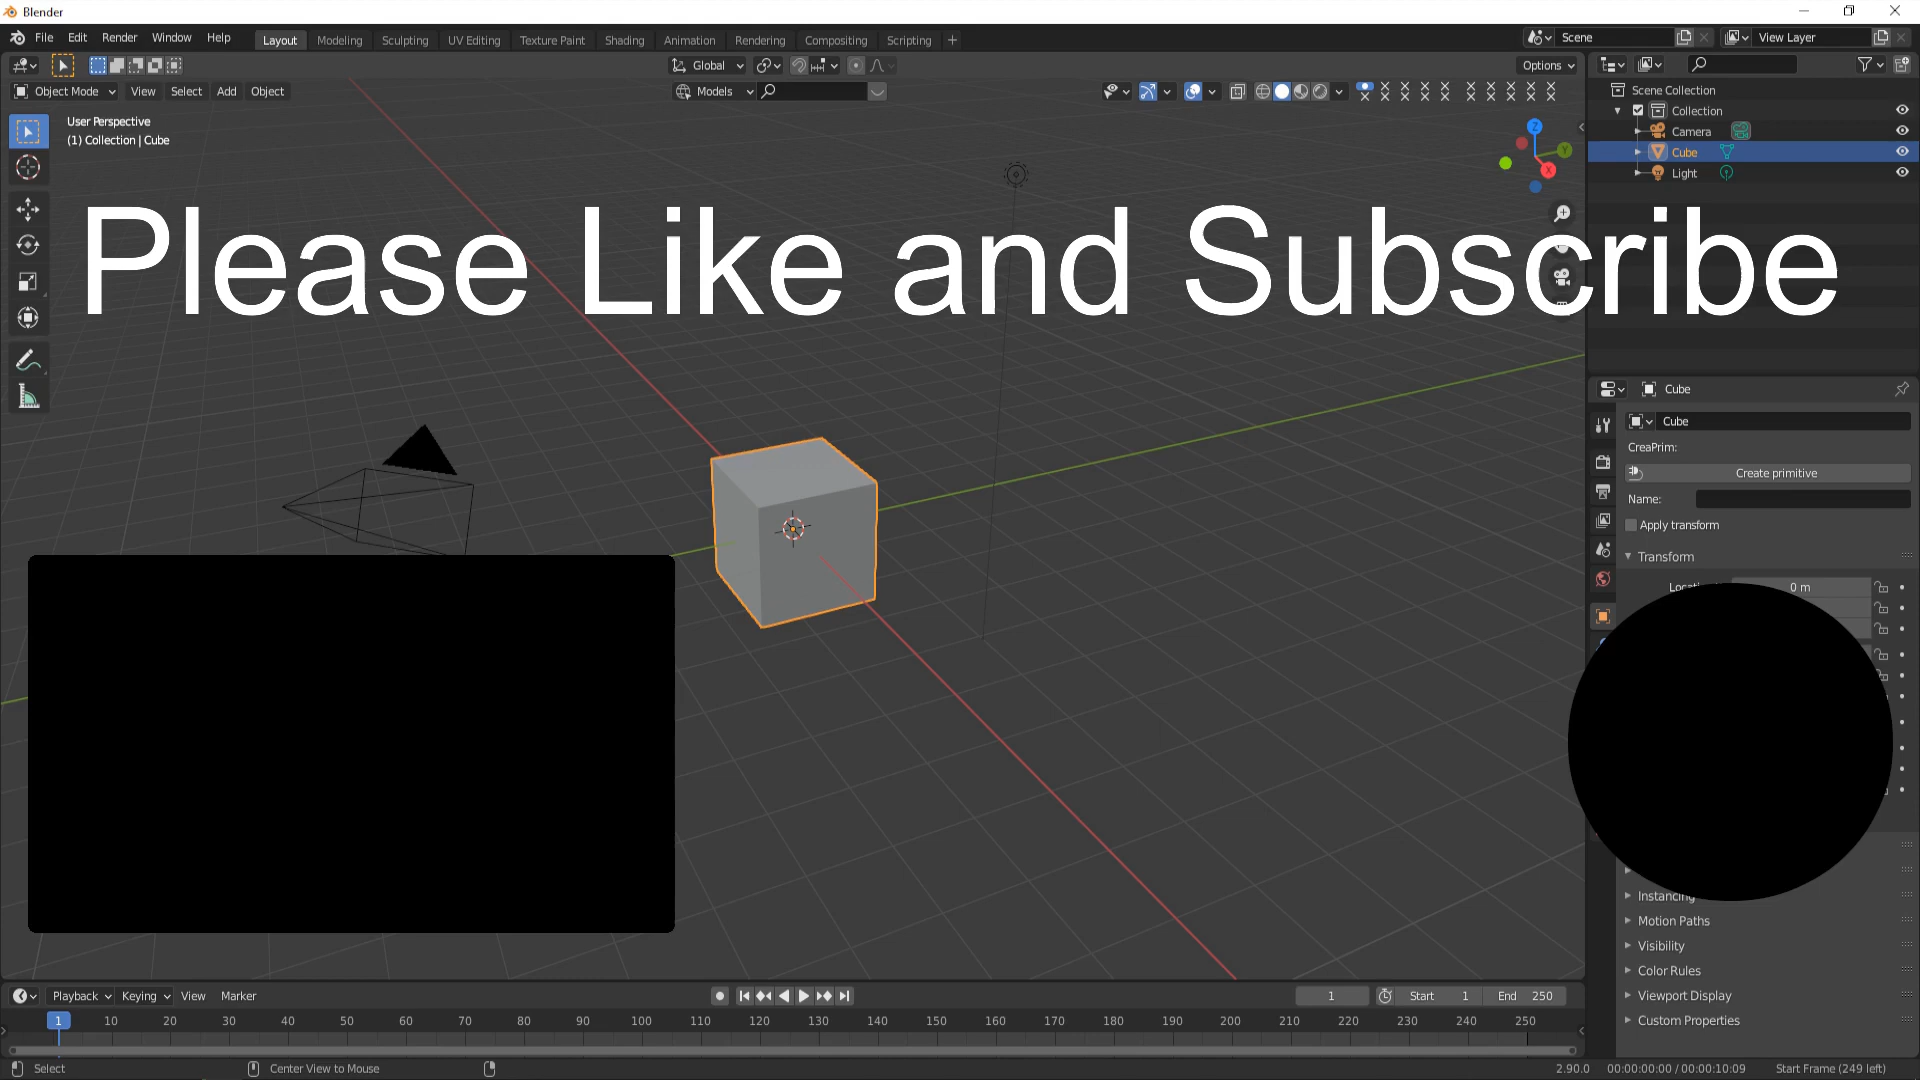 Blender
File Edit Render Window Help
Layout Modeling Sculpting UV Editing Texture Paint Shading Animation Rendering Compositing Scripting +
Scene
View Layer
Global
Options
Object Mode View Select Add Object
Models
User Perspective
(1) Collection | Cube
Z
Y
X
Scene Collection
Collection
Camera
Cube
Light
Please Like and Subscribe
Cube
Cube
CreaPrim:
Create primitive
Name:
Apply transform
Transform
0 m
Instancing
Motion Paths
Visibility
Color Rules
Viewport Display
Custom Properties
Playback Keying View Marker
1
Start 1
End 250
1 10 20 30 40 50 60 70 80 90 100 110 120 130 140 150 160 170 180 190 200 210 220 230 240 250
Select
Center View to Mouse
2.90.0 00:00:00:00 / 00:00:10:09 Start Frame (249 left)